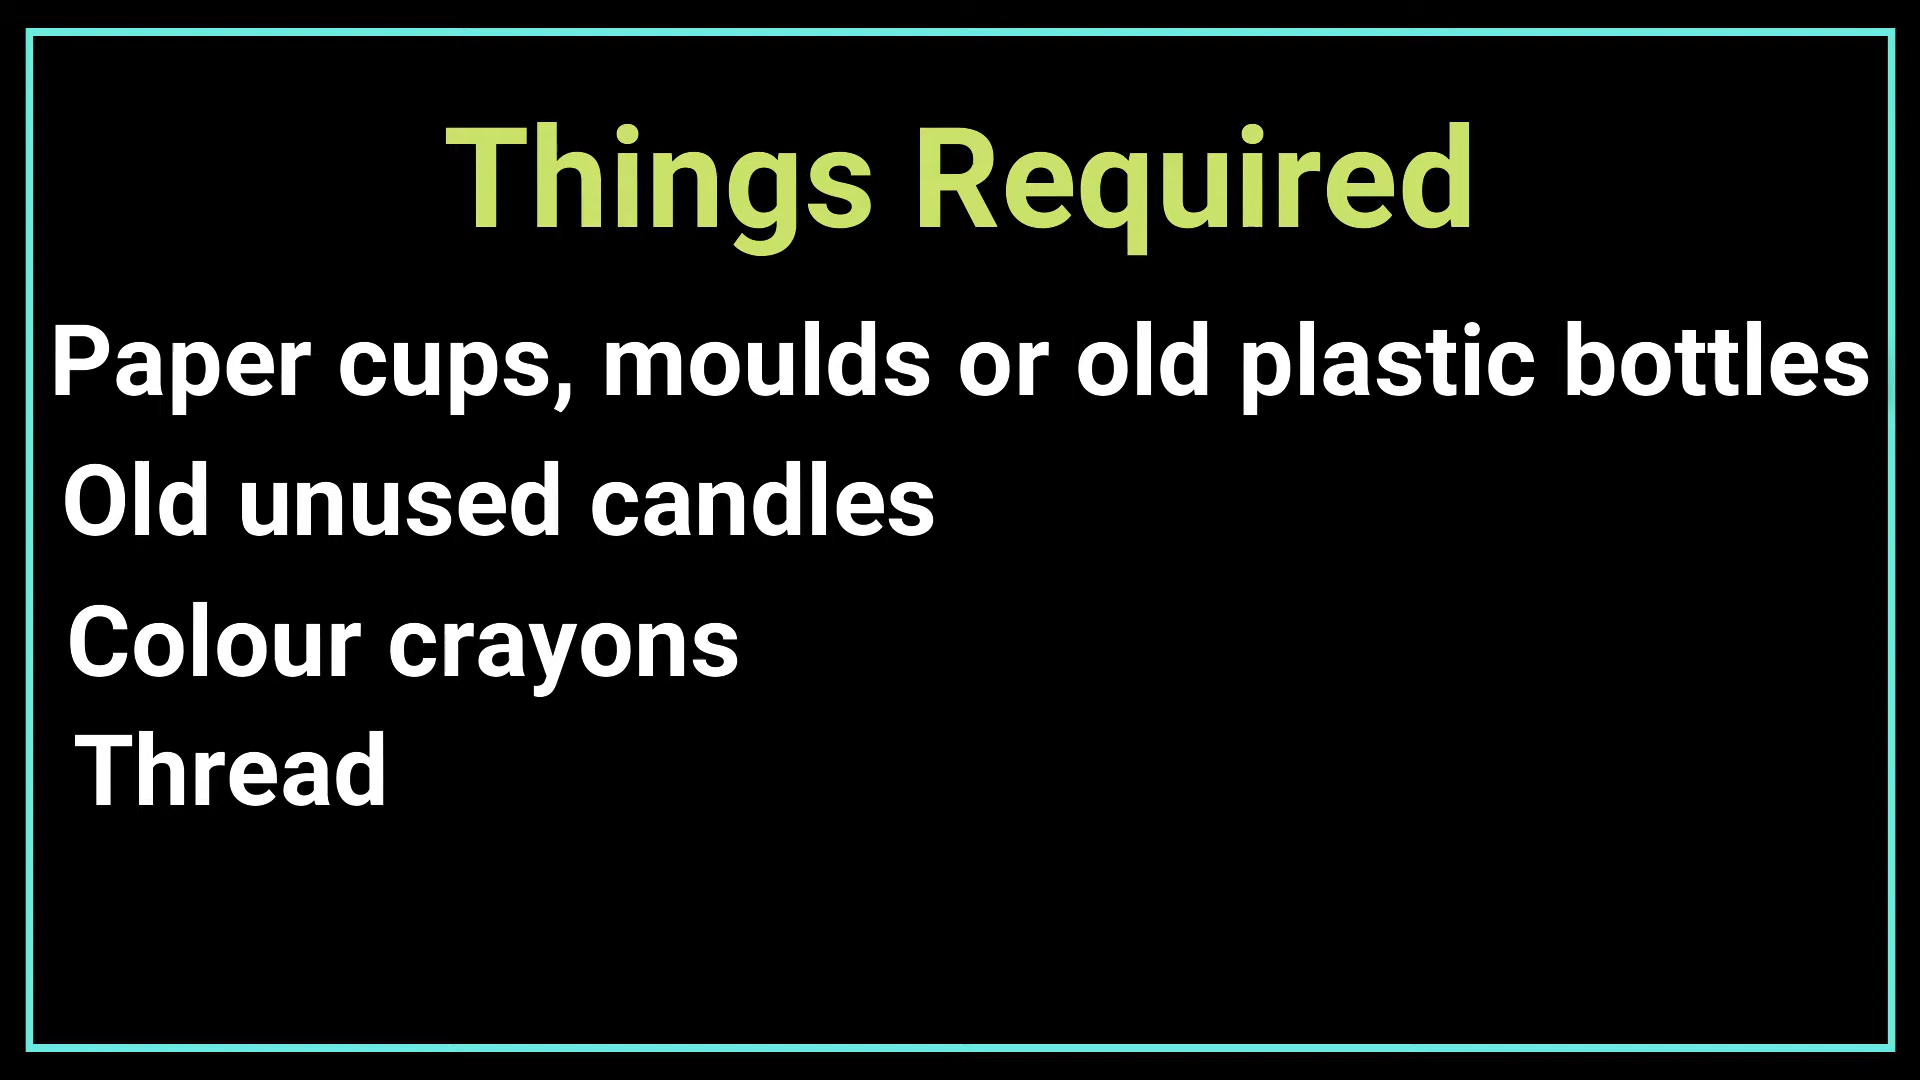 Things Required
Paper cups, moulds or old plastic bottles
Old unused candles
Colour crayons
Thread